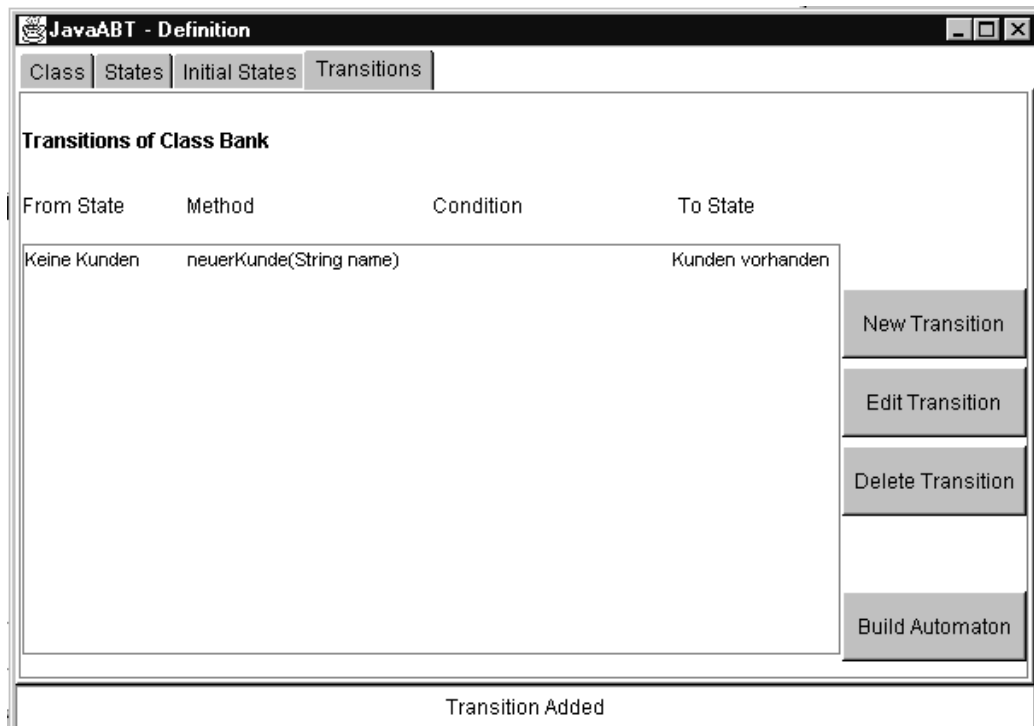 JavaABT - Definition
Class States Initial States Transitions
Transitions of Class Bank
From State Method Condition To State
Keine Kunden neuerKunde(String name) Kunden vorhanden
New Transition
Edit Transition
Delete Transition
Build Automaton
Transition Added